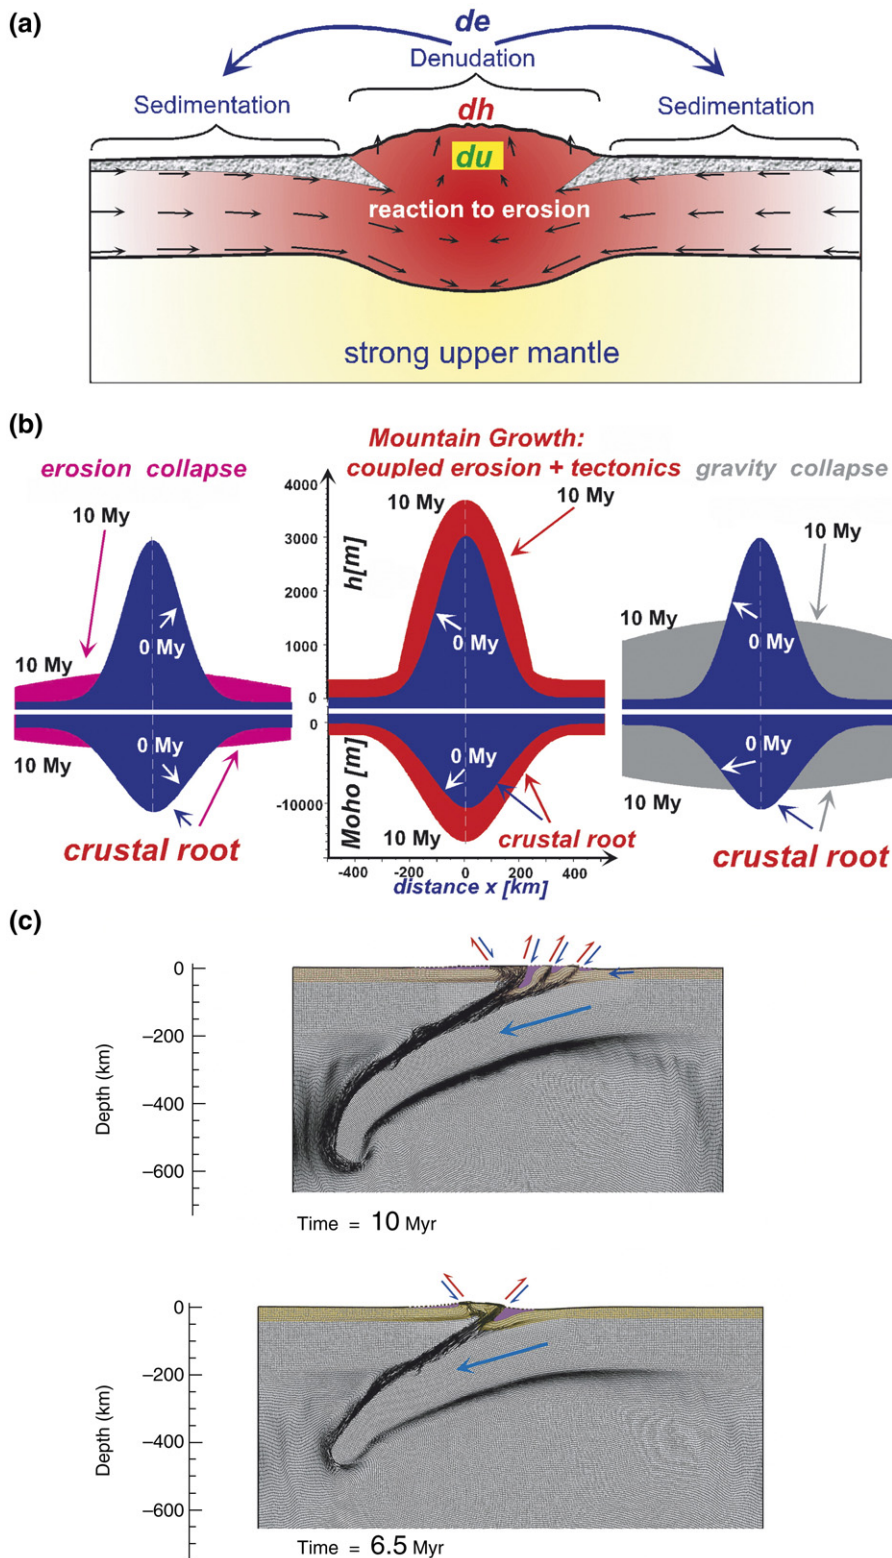 (a)
de
Denudation
Sedimentation
Sedimentation
dh
du
reaction to erosion
strong upper mantle
(b)
Mountain Growth:
erosion collapse
coupled erosion + tectonics
gravity collapse
10 My
10 My
0 My
10 My
0 My
crustal root
4000
3000
2000
1000
0
h[m]
10 My
10 My
0 My
0
-10000
Moho [m]
0 My
10 My
crustal root
-400
-200
0
200
400
distance x [km]
10 My
10 My
0 My
0 My
10 My
crustal root
(c)
Depth (km)
0
–200
–400
–600
Time = 10 Myr
Depth (km)
0
–200
–400
–600
Time = 6.5 Myr